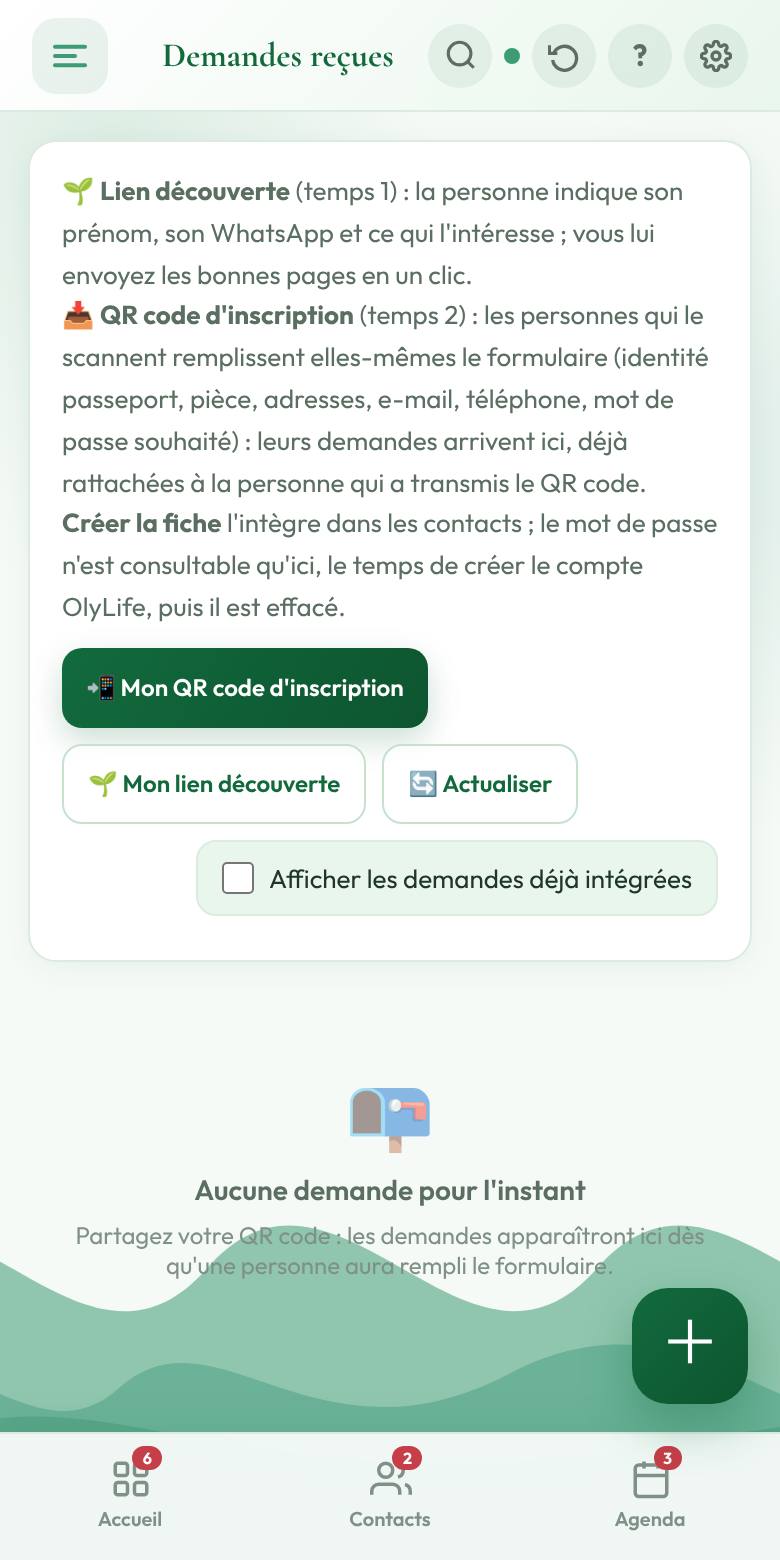 Demandes reçues
?
🌱 Lien découverte (temps 1) : la personne indique son
prénom, son WhatsApp et ce qui l'intéresse ; vous lui
envoyez les bonnes pages en un clic.
📥 QR code d'inscription (temps 2) : les personnes qui le
scannent remplissent elles-mêmes le formulaire (identité
passeport, pièce, adresses, e-mail, téléphone, mot de
passe souhaité) : leurs demandes arrivent ici, déjà
rattachées à la personne qui a transmis le QR code.
Créer la fiche l'intègre dans les contacts ; le mot de passe
n'est consultable qu'ici, le temps de créer le compte
OlyLife, puis il est effacé.
📲 Mon QR code d'inscription
🌱 Mon lien découverte
🔄 Actualiser
Afficher les demandes déjà intégrées
Aucune demande pour l'instant
Partagez votre QR code : les demandes apparaîtront ici dès
qu'une personne aura rempli le formulaire.
6
2
3
Accueil
Contacts
Agenda